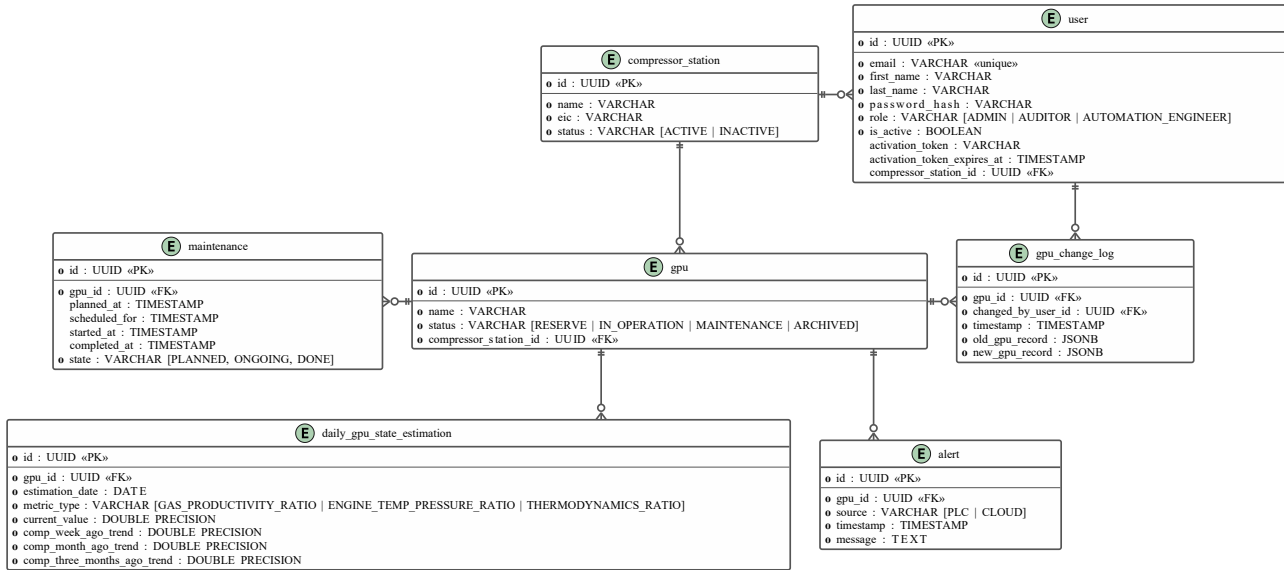 E user
id : UUID «PK»
email : VARCHAR «unique»
first_name : VARCHAR
last_name : VARCHAR
password_hash : VARCHAR
role : VARCHAR [ADMIN | AUDITOR | AUTOMATION_ENGINEER]
is_active : BOOLEAN
activation_token : VARCHAR
activation_token_expires_at : TIMESTAMP
compressor_station_id : UUID «FK»
E compressor_station
id : UUID «PK»
name : VARCHAR
eic : VARCHAR
status : VARCHAR [ACTIVE | INACTIVE]
E maintenance
id : UUID «PK»
gpu_id : UUID «FK»
planned_at : TIMESTAMP
scheduled_for : TIMESTAMP
started_at : TIMESTAMP
completed_at : TIMESTAMP
state : VARCHAR [PLANNED, ONGOING, DONE]
E gpu
id : UUID «PK»
name : VARCHAR
status : VARCHAR [RESERVE | IN_OPERATION | MAINTENANCE | ARCHIVED]
compressor_station_id : UUID «FK»
E gpu_change_log
id : UUID «PK»
gpu_id : UUID «FK»
changed_by_user_id : UUID «FK»
timestamp : TIMESTAMP
old_gpu_record : JSONB
new_gpu_record : JSONB
E daily_gpu_state_estimation
id : UUID «PK»
gpu_id : UUID «FK»
estimation_date : DATE
metric_type : VARCHAR [GAS_PRODUCTIVITY_RATIO | ENGINE_TEMP_PRESSURE_RATIO | THERMODYNAMICS_RATIO]
current_value : DOUBLE PRECISION
comp_week_ago_trend : DOUBLE PRECISION
comp_month_ago_trend : DOUBLE PRECISION
comp_three_months_ago_trend : DOUBLE PRECISION
E alert
id : UUID «PK»
gpu_id : UUID «FK»
source : VARCHAR [PLC | CLOUD]
timestamp : TIMESTAMP
message : TEXT